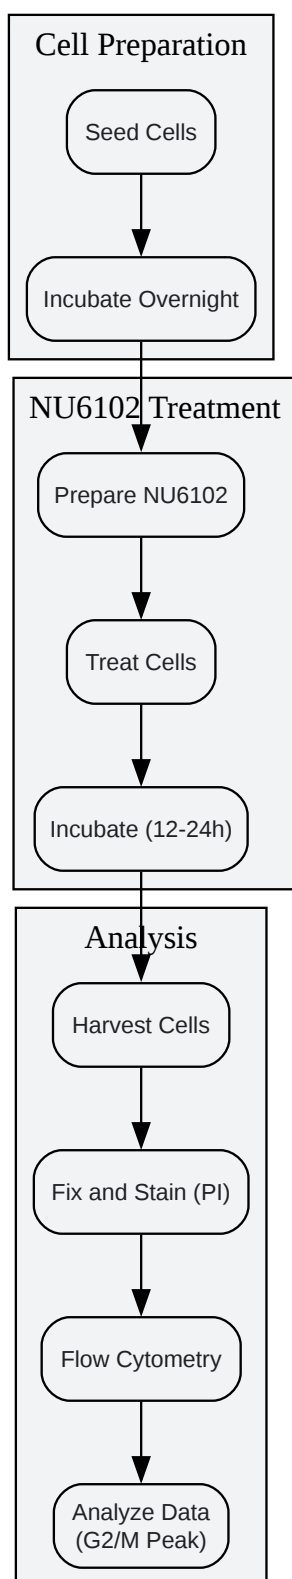 Cell Preparation
Seed Cells
Incubate Overnight
NU6102 Treatment
Prepare NU6102
Treat Cells
Incubate (12-24h)
Analysis
Harvest Cells
Fix and Stain (PI)
Flow Cytometry
Analyze Data
(G2/M Peak)